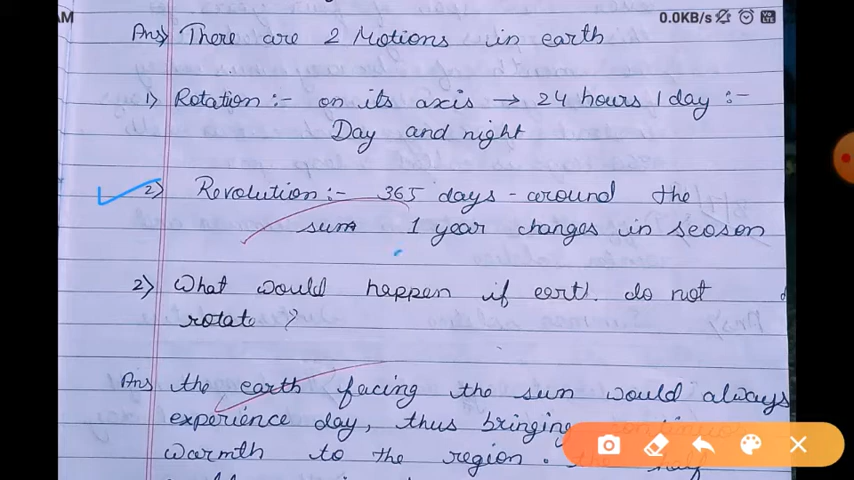 AM
0.0KB/s
Ans) There are 2 Motions in earth
1) Rotation :- on its axis → 24 hours 1 day :-
Day and night
2) Revolution :- 365 days - around the
sun 1 year changes in season
2) What would happen if earth do not
rotate ?
Ans the earth facing the sun would always
experience day, thus bringing
warmth to the region. the half